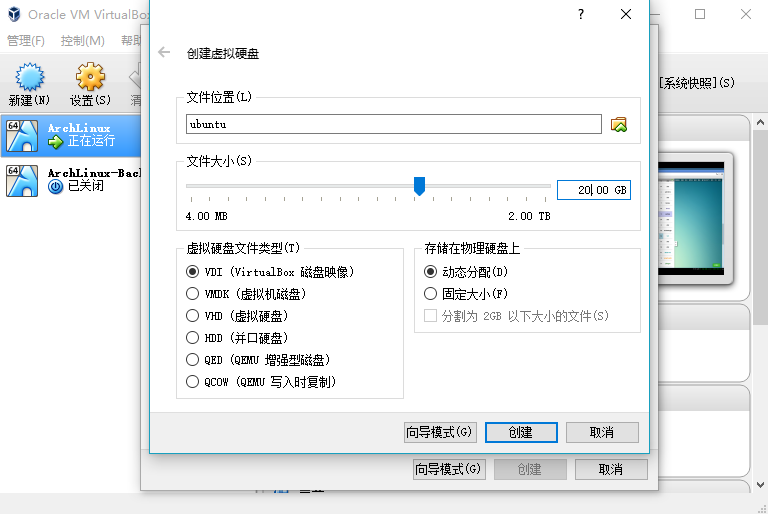 Oracle VM VirtualBox
管理(F) 控制(M) 帮助
新建(N) 设置(S) 清
[系统快照](S)
64 ArchLinux
正在运行
64 ArchLinux-Back
已关闭
?
创建虚拟硬盘
文件位置(L)
ubuntu
文件大小(S)
20.00 GB
4.00 MB 2.00 TB
虚拟硬盘文件类型(T)
VDI (VirtualBox 磁盘映像)
VMDK (虚拟机磁盘)
VHD (虚拟硬盘)
HDD (并口硬盘)
QED (QEMU 增强型磁盘)
QCOW (QEMU 写入时复制)
存储在物理硬盘上
动态分配(D)
固定大小(F)
分割为 2GB 以下大小的文件(S)
向导模式(G) 创建 取消
向导模式(G) 创建 取消